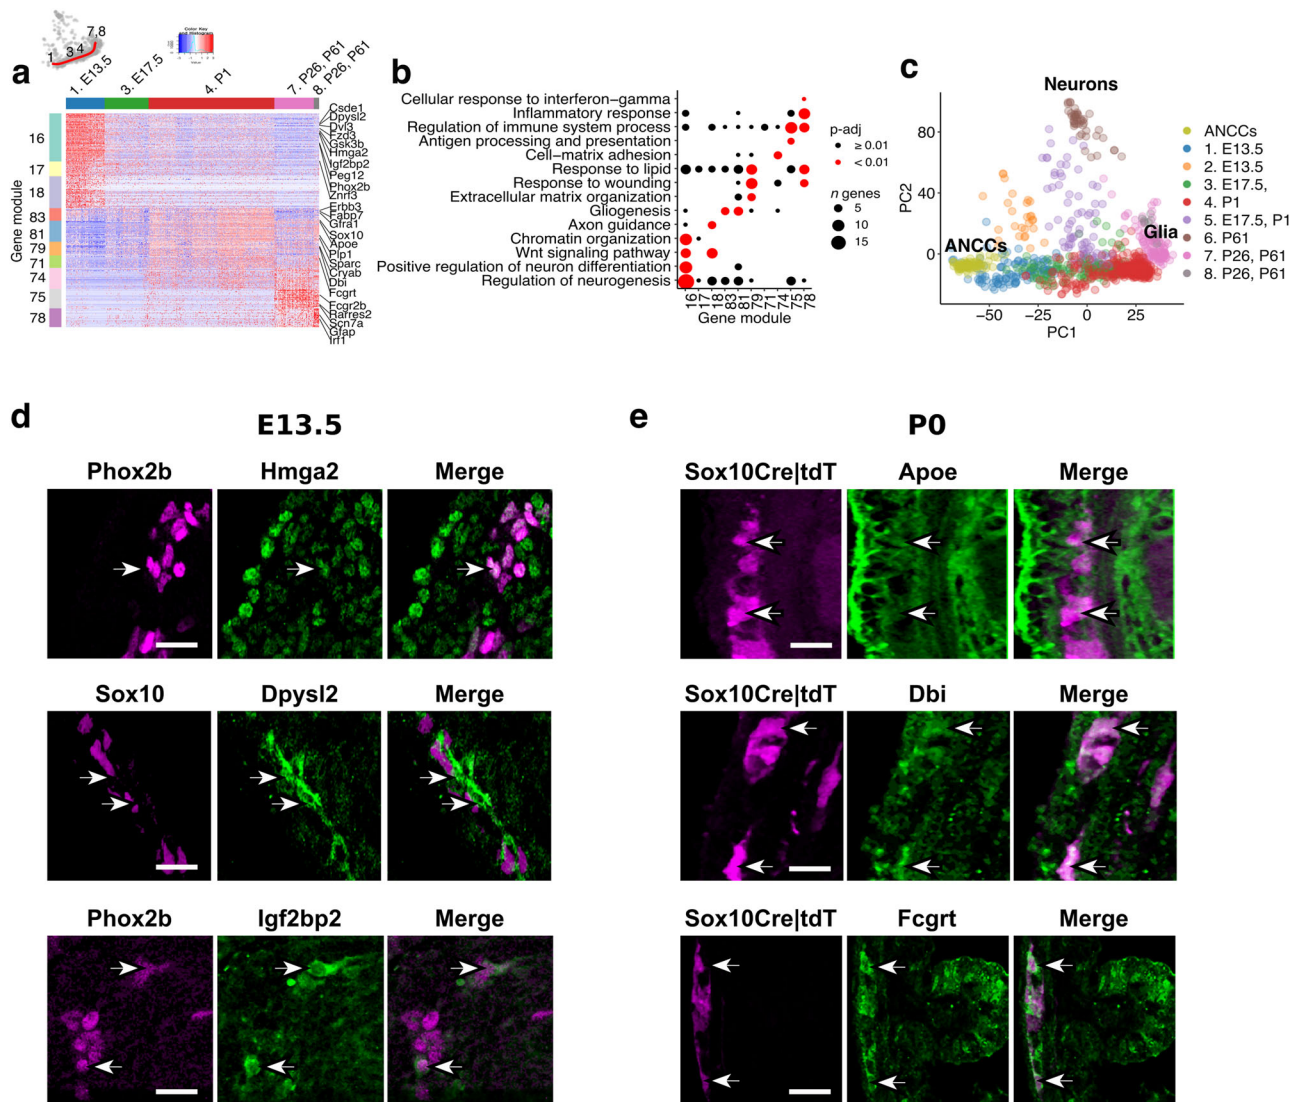 7,8
3 4
1
Color Key
and Histogram
Value
a
1. E13.5
3. E17.5
4. P1
7. P26, P61
8. P26, P61
Gene module
16
17
18
83
81
79
71
74
75
78
Csde1
Dpysl2
Dvl3
Fzd3
Gsk3b
Hmga2
Igf2bp2
Peg12
Phox2b
Znrf3
Erbb3
Fabp7
Gfra1
Sox10
Apoe
Plp1
Sparc
Cryab
Dbi
Fcgrt
Fcgr2b
Rarres2
Scn7a
Gfap
Irf1
b
Cellular response to interferon-gamma
Inflammatory response
Regulation of immune system process
Antigen processing and presentation
Cell-matrix adhesion
Response to lipid
Response to wounding
Extracellular matrix organization
Gliogenesis
Axon guidance
Chromatin organization
Wnt signaling pathway
Positive regulation of neuron differentiation
Regulation of neurogenesis
16
17
18
83
81
79
71
74
75
78
Gene module
p-adj
≥ 0.01
< 0.01
n genes
5
10
15
c
Neurons
ANCCs
Glia
PC2
80
40
0
−50
−25
0
25
PC1
ANCCs
1. E13.5
2. E13.5
3. E17.5,
4. P1
5. E17.5, P1
6. P61
7. P26, P61
8. P26, P61
d
E13.5
Phox2b
Hmga2
Merge
Sox10
Dpysl2
Merge
Phox2b
Igf2bp2
Merge
e
P0
Sox10Cre|tdT
Apoe
Merge
Sox10Cre|tdT
Dbi
Merge
Sox10Cre|tdT
Fcgrt
Merge